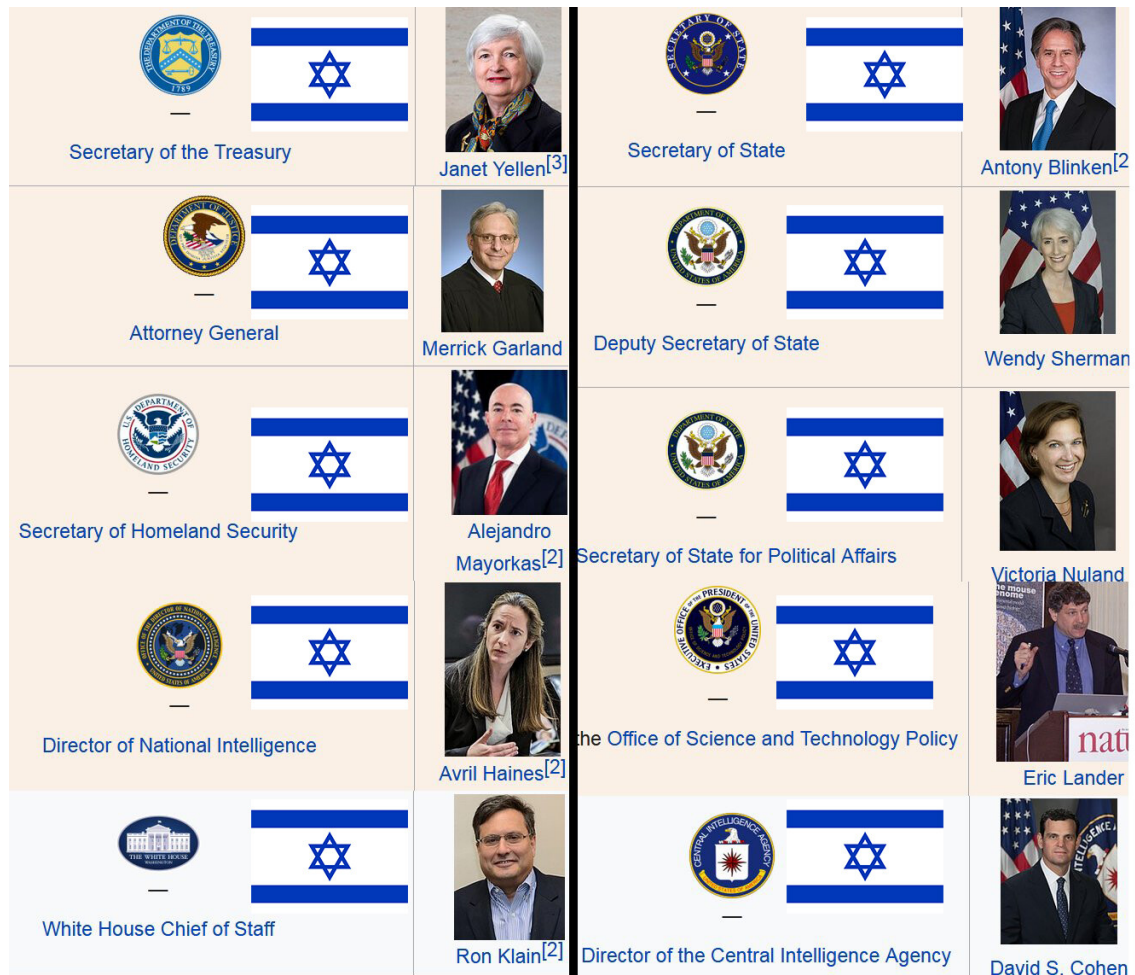 Secretary of the Treasury
Janet Yellen[3]
Attorney General
Merrick Garland
Secretary of Homeland Security
Alejandro
Mayorkas[2]
Director of National Intelligence
Avril Haines[2]
White House Chief of Staff
Ron Klain[2]
Secretary of State
Antony Blinken[2
Deputy Secretary of State
Wendy Sherman
Secretary of State for Political Affairs
Victoria Nuland
the Office of Science and Technology Policy
Eric Lander
Director of the Central Intelligence Agency
David S. Cohen